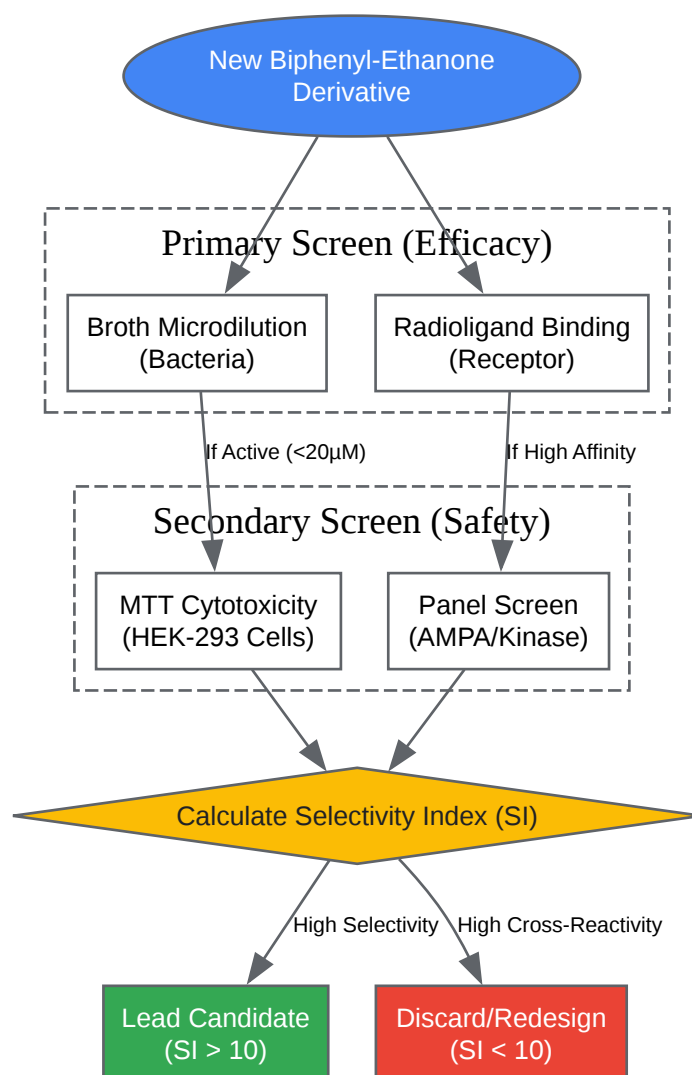 New Biphenyl-Ethanone
Derivative
Primary Screen (Efficacy)
Broth Microdilution
(Bacteria)
Radioligand Binding
(Receptor)
If Active (<20µM)
If High Affinity
Secondary Screen (Safety)
MTT Cytotoxicity
(HEK-293 Cells)
Panel Screen
(AMPA/Kinase)
Calculate Selectivity Index (SI)
High Selectivity
High Cross-Reactivity
Lead Candidate
(SI > 10)
Discard/Redesign
(SI < 10)